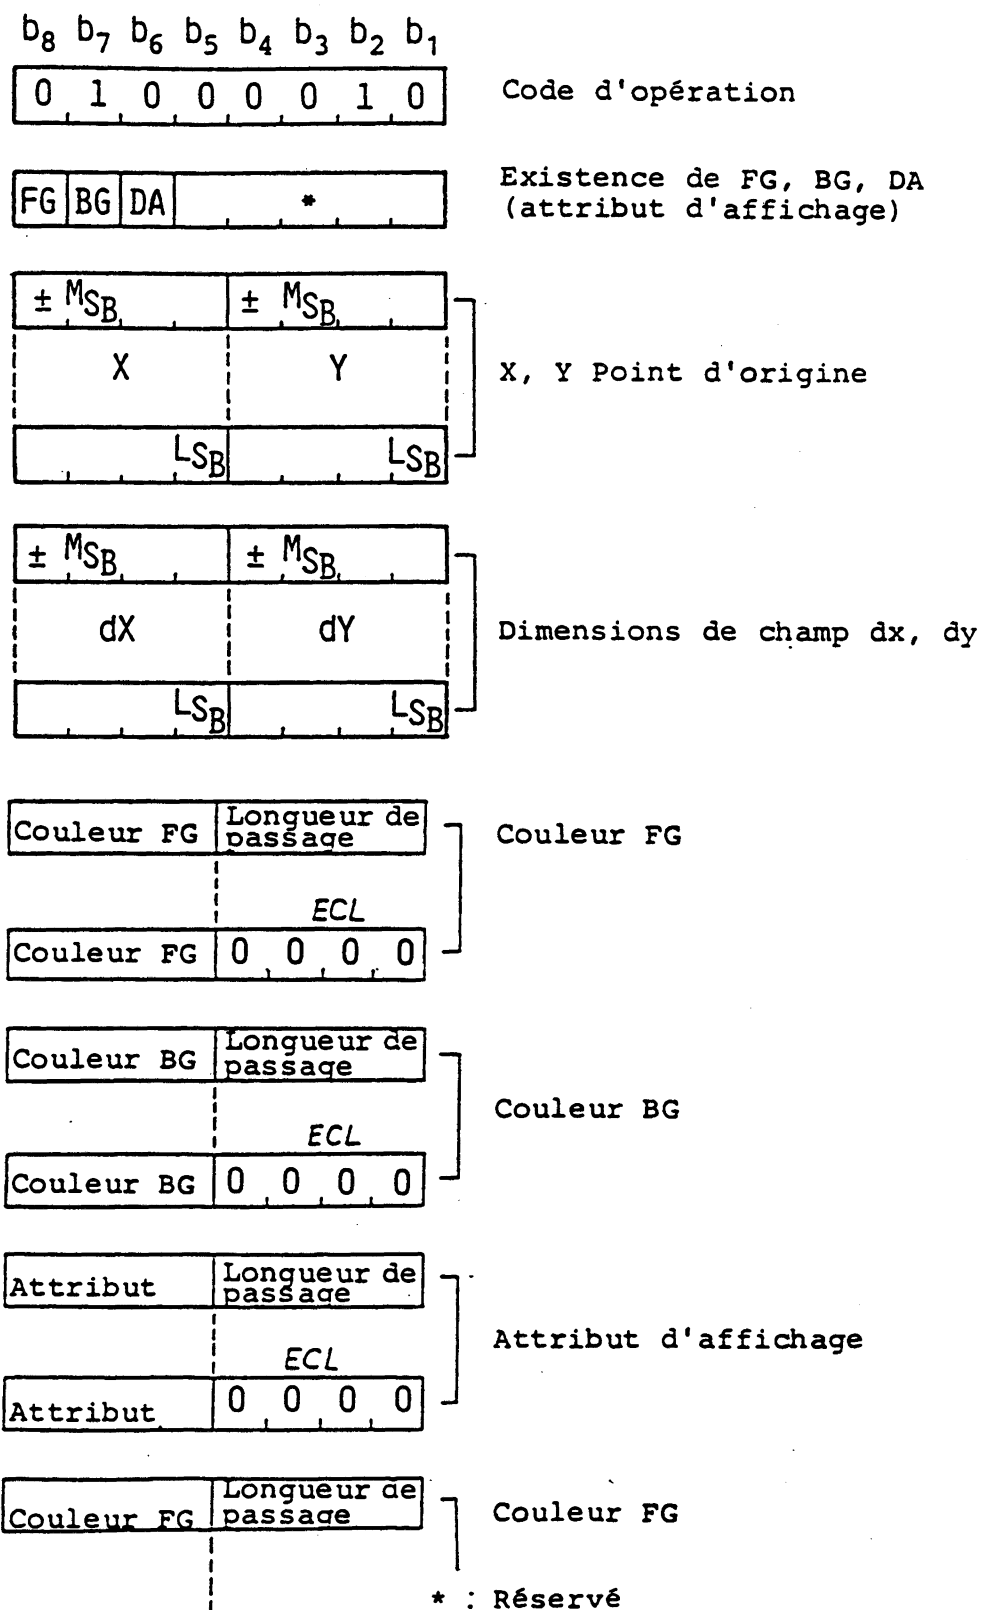 b8 b7 b6 b5 b4 b3 b2 b1
0 1 0 0 0 0 1 0 Code d'opération
FG BG DA * Existence de FG, BG, DA
(attribut d'affichage)
± MSB ± MSB
X Y X, Y Point d'origine
LSB LSB
± MSB ± MSB
dX dY Dimensions de champ dx, dy
LSB LSB
Couleur FG Longueur de
passage Couleur FG
ECL
Couleur FG 0 0 0 0
Couleur BG Longueur de
passage
Couleur BG
ECL
Couleur BG 0 0 0 0
Attribut Longueur de
passage
Attribut d'affichage
ECL
Attribut 0 0 0 0
Couleur FG Longueur de
passage Couleur FG
* : Réservé